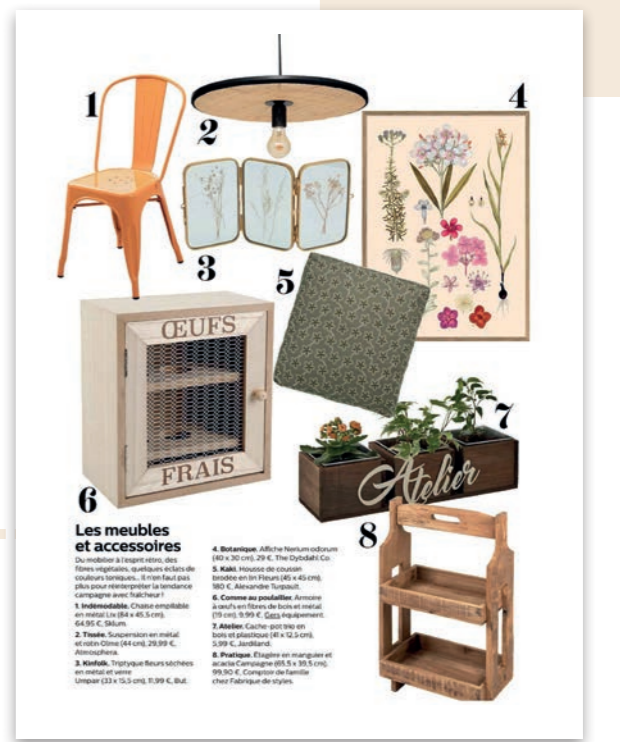 1
2
3
4
5
6
7
8
ŒUFS
FRAIS
Atelier
Les meubles
et accessoires
Du mobilier à l'esprit rétro, des
fibres végétales, quelques éclats de
couleurs toniques... Il n'en faut pas
plus pour réinterpréter la tendance
campagne avec fraîcheur !
1. Indémodable. Chaise empilable
en métal Lix (84 x 45,5 cm),
64,95 €, Sklum.
2. Tissée. Suspension en métal
et rotin Olme (44 cm), 29,99 €,
Atmosphera.
3. Kinfolk. Triptyque fleurs séchées
en métal et verre
Umpair (33 x 15,5 cm), 11,99 €, But.
4. Botanique. Affiche Nerium odorum
(40 x 30 cm), 29 €, The Dybdahl Co.
5. Kaki. Housse de coussin
brodée en lin Fleurs (45 x 45 cm),
180 €, Alexandre Turpault.
6. Comme au poulailler. Armoire
à œufs en fibres de bois et métal
(19 cm), 9,99 €, Gers équipement.
7. Atelier. Cache-pot trio en
bois et plastique (41 x 12,5 cm),
5,99 €, Jardiland.
8. Pratique. Étagère en manguier et
acacia Campagne (65,5 x 39,5 cm),
99,90 €, Comptoir de famille
chez Fabrique de styles.